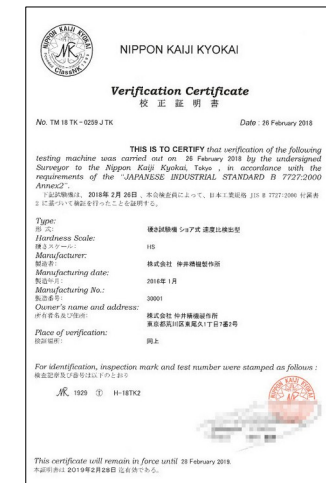 NIPPON KAIJI KYOKAI
ClassNK
NIPPON KAIJI KYOKAI
Verification Certificate
校 正 証 明 書
No. TM 18 TK - 0259 J TK
Date : 26 February 2018
THIS IS TO CERTIFY that verification of the following
testing machine was carried out on 26 February 2018 by the undersigned
Surveyor to the Nippon Kaiji Kyokai, Tokyo , in accordance with the
requirements of the "JAPANESE INDUSTRIAL STANDARD B 7727:2000
Annex2".
下記試験機は、2018年 2月 26日、本会検査員によって、日本工業規格 JIS B 7727:2000 付属書
2 に基づいて検証を行ったことを証明する。
Type:
形 式: 硬さ試験機 ショア式 速度比検出型
Hardness Scale:
硬さスケール: HS
Manufacturer:
製造者: 株式会社 仲井精機製作所
Manufacturing date:
製造年月: 2016年 1月
Manufacturing No.:
製造番号: 30001
Owner's name and address:
所有者名及び住所: 株式会社 仲井精機製作所
東京都荒川区東尾久1丁目7番2号
Place of verification:
検証場所: 同上
For identification, inspection mark and test number were stamped as follows :
検査記章及び番号は以下のとおり
NK 1929 ① H-18TK2
This certificate will remain in force until 28 February 2019
本証明書は 2019年2月28日 迄有効である。